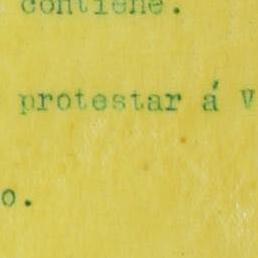 contiene.
protestar á V
o.